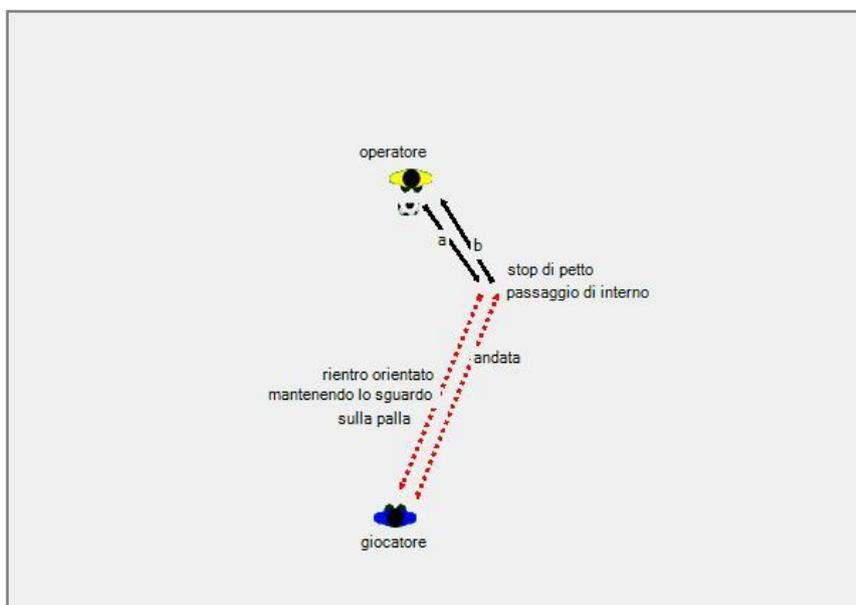 operatore
a
b
stop di petto
passaggio di interno
andata
rientro orientato
mantenendo lo sguardo
sulla palla
giocatore